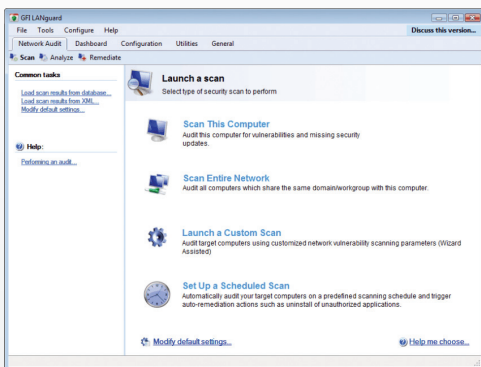 GFI LANguard
File Tools Configure Help
Discuss this version...
Network Audit Dashboard Configuration Utilities General
Scan Analyze Remediate
Common tasks
Load scan results from database...
Load scan results from XML...
Modify default settings...
Help:
Performing an audit...
Launch a scan
Select type of security scan to perform
Scan This Computer
Audit this computer for vulnerabilities and missing security
updates.
Scan Entire Network
Audit all computers which share the same domain/workgroup with this computer.
Launch a Custom Scan
Audit target computers using customized network vulnerability scanning parameters (Wizard
Assisted)
Set Up a Scheduled Scan
Automatically audit your target computers on a predefined scanning schedule and trigger
auto-remediation actions such as uninstall of unauthorized applications.
Modify default settings...
Help me choose...